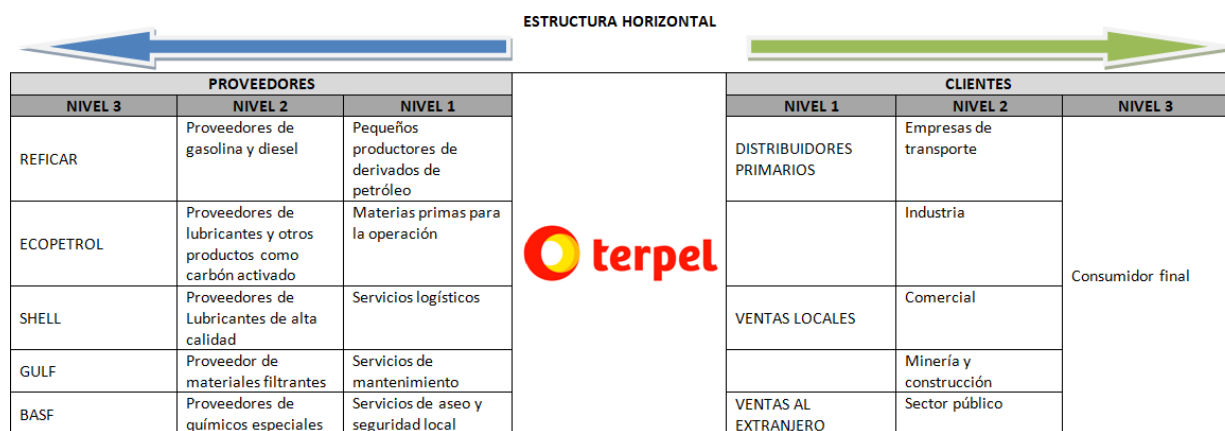 ESTRUCTURA HORIZONTAL
PROVEEDORES
CLIENTES
NIVEL 3
NIVEL 2
NIVEL 1
NIVEL 1
NIVEL 2
NIVEL 3
REFICAR
Proveedores de
gasolina y diesel
Pequeños
productores de
derivados de
petróleo
DISTRIBUIDORES
PRIMARIOS
Empresas de
transporte
ECOPETROL
Proveedores de
lubricantes y otros
productos como
carbón activado
Materias primas para
la operación
terpel
Industria
Consumidor final
SHELL
Proveedores de
Lubricantes de alta
calidad
Servicios logísticos
VENTAS LOCALES
Comercial
GULF
Proveedor de
materiales filtrantes
Servicios de
mantenimiento
Minería y
construcción
BASF
Proveedores de
químicos especiales
Servicios de aseo y
seguridad local
VENTAS AL
EXTRANJERO
Sector público